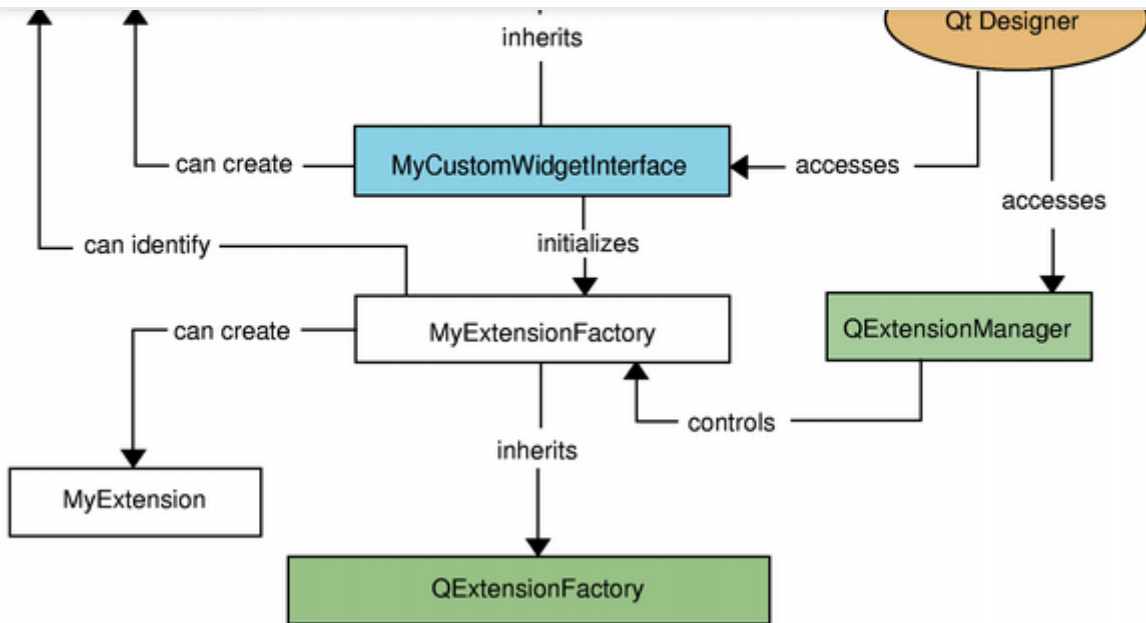 Qt Designer
inherits
can create
MyCustomWidgetInterface
accesses
accesses
can identify
initializes
can create
MyExtensionFactory
QExtensionManager
controls
inherits
MyExtension
QExtensionFactory